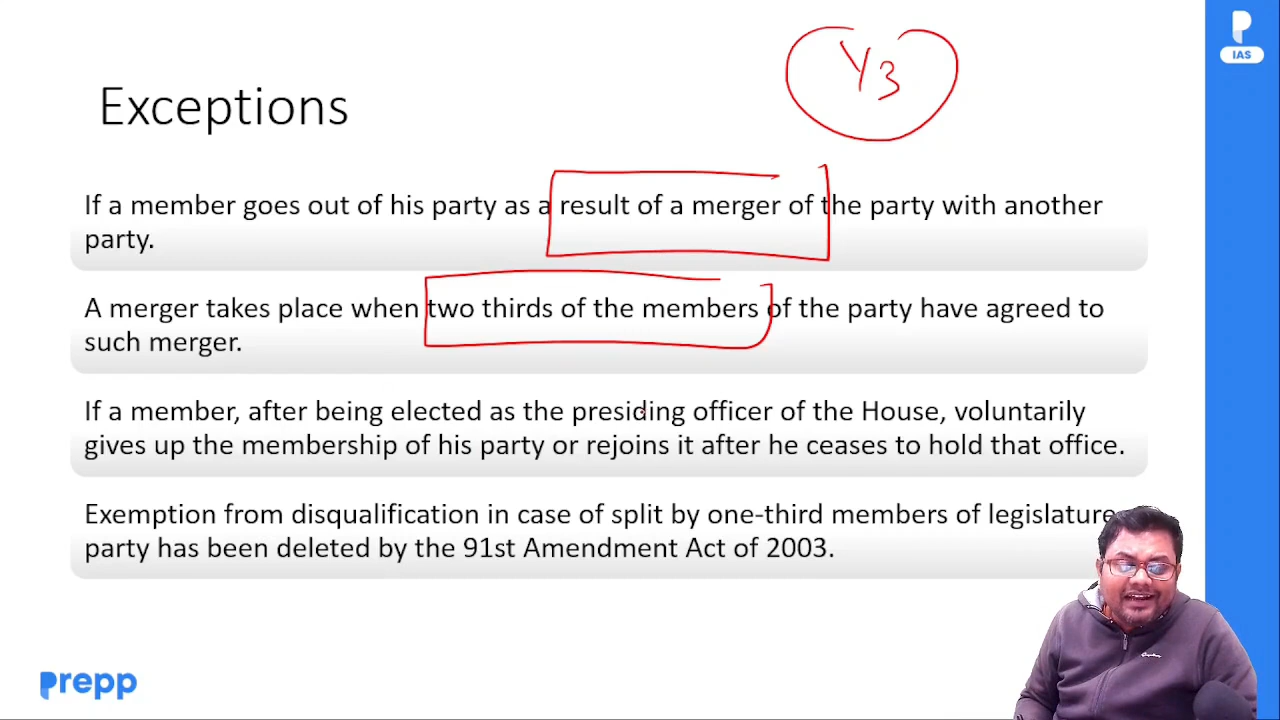 IAS
1/3
Exceptions
If a member goes out of his party as a result of a merger of the party with another
party.
A merger takes place when two thirds of the members of the party have agreed to
such merger.
If a member, after being elected as the presiding officer of the House, voluntarily
gives up the membership of his party or rejoins it after he ceases to hold that office.
Exemption from disqualification in case of split by one-third members of legislature
party has been deleted by the 91st Amendment Act of 2003.
prepp